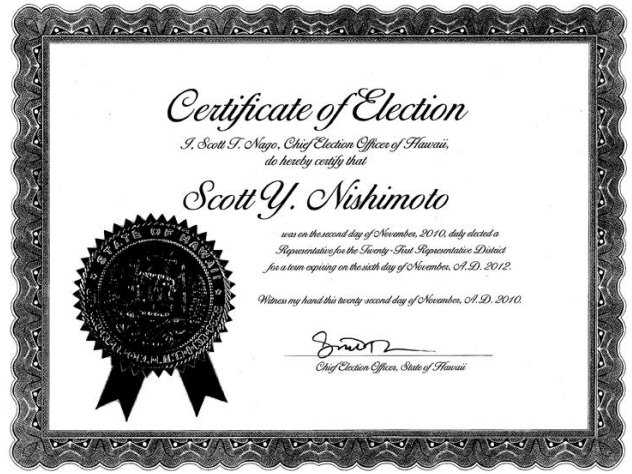 Certificate of Election
I, Scott T. Nago, Chief Election Officer of Hawaii,
do hereby certify that
Scott Y. Nishimoto
was on the second day of November, 2010, duly elected a
Representative for the Twenty-First Representative District
for a term expiring on the sixth day of November, A.D. 2012.
Witness my hand this twenty-second day of November, A.D. 2010.
Chief Election Officer, State of Hawaii
STATE OF HAWAII